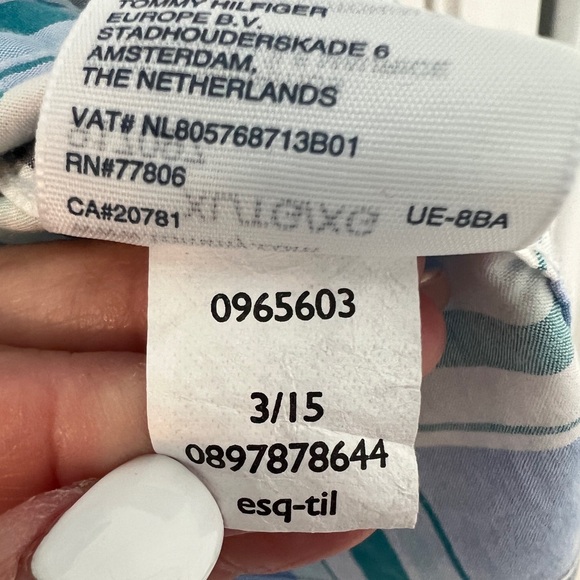 TOMMY HILFIGER
EUROPE B.V.
STADHOUDERSKADE 6
AMSTERDAM,
THE NETHERLANDS
VAT# NL805768713B01
RN#77806
CA#20781 UE-8BA
0965603
3/15
0897878644
esq-til